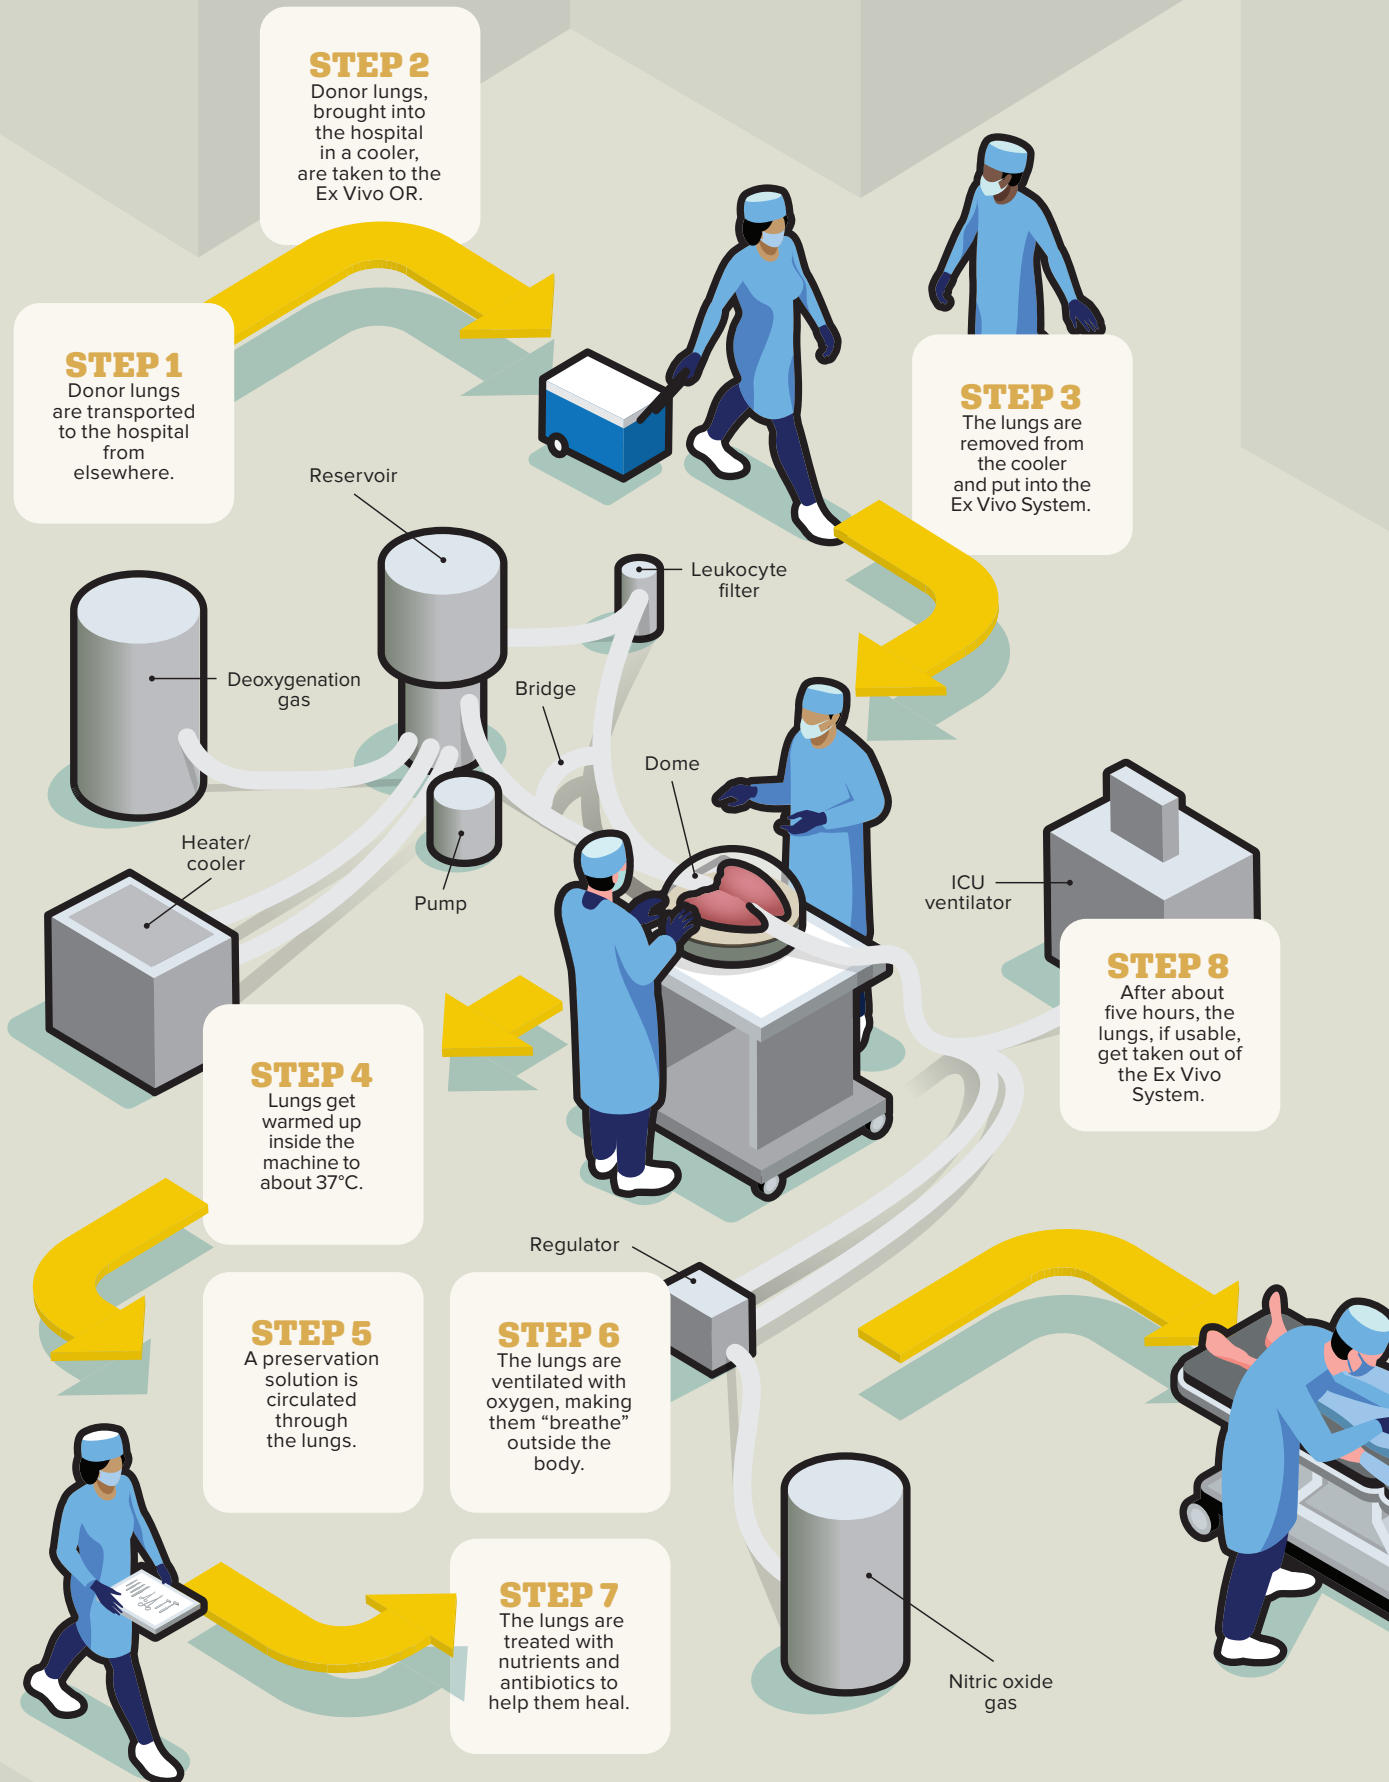 STEP 2
Donor lungs,
brought into
the hospital
in a cooler,
are taken to the
Ex Vivo OR.
STEP 1
Donor lungs
are transported
to the hospital
from
elsewhere.
STEP 3
The lungs are
removed from
the cooler
and put into the
Ex Vivo System.
Reservoir
Leukocyte
filter
Deoxygenation
gas
Bridge
Dome
Heater/
cooler
Pump
ICU
ventilator
STEP 8
After about
five hours, the
lungs, if usable,
get taken out of
the Ex Vivo
System.
STEP 4
Lungs get
warmed up
inside the
machine to
about 37°C.
Regulator
STEP 5
A preservation
solution is
circulated
through
the lungs.
STEP 6
The lungs are
ventilated with
oxygen, making
them “breathe”
outside the
body.
STEP 7
The lungs are
treated with
nutrients and
antibiotics to
help them heal.
Nitric oxide
gas